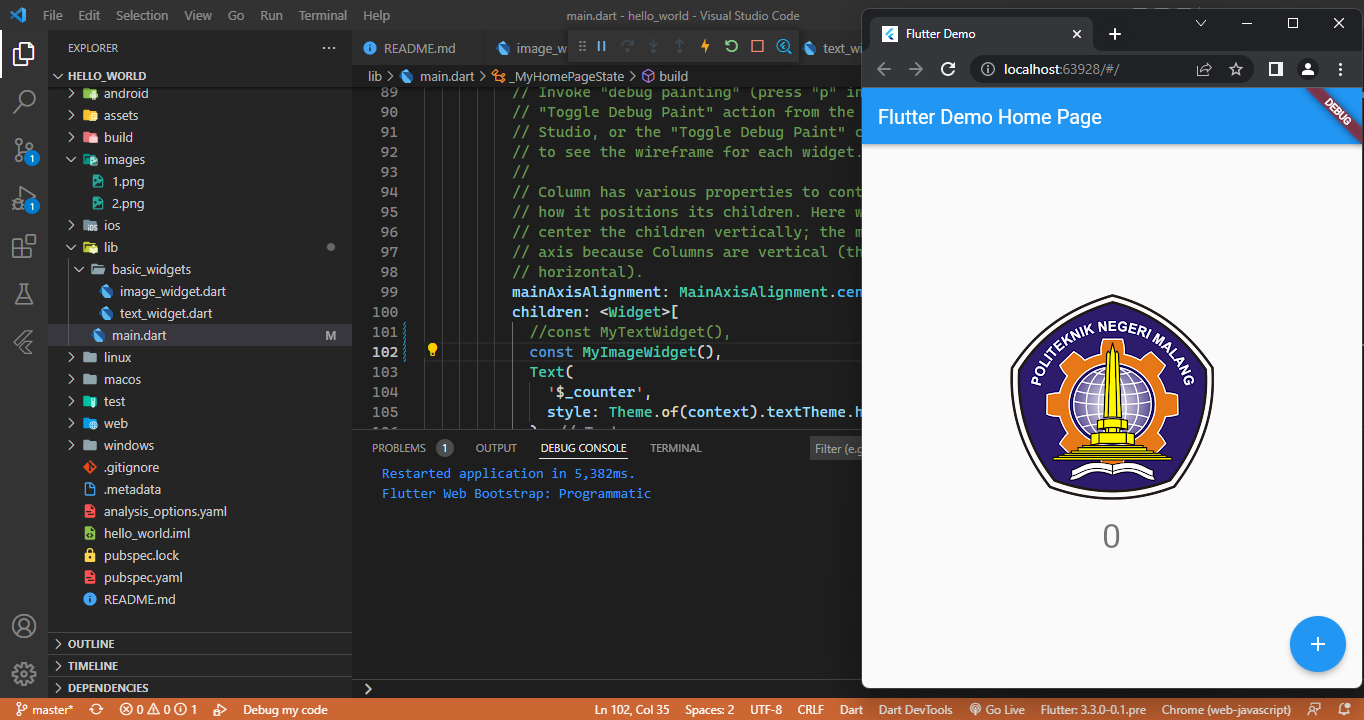 File Edit Selection View Go Run Terminal Help
main.dart - hello_world - Visual Studio Code
EXPLORER
HELLO_WORLD
android
assets
build
images
1.png
2.png
ios
lib
basic_widgets
image_widget.dart
text_widget.dart
main.dart M
linux
macos
test
web
windows
.gitignore
.metadata
analysis_options.yaml
hello_world.iml
pubspec.lock
pubspec.yaml
README.md
OUTLINE
TIMELINE
DEPENDENCIES
1
1
README.md image_w text_wi
lib > main.dart > _MyHomePageState > build
89 // Invoke "debug painting" (press "p" in
90 // "Toggle Debug Paint" action from the
91 // Studio, or the "Toggle Debug Paint" c
92 // to see the wireframe for each widget.
93 //
94 // Column has various properties to cont
95 // how it positions its children. Here w
96 // center the children vertically; the m
97 // axis because Columns are vertical (th
98 // horizontal).
99 mainAxisAlignment: MainAxisAlignment.cen
100 children: <Widget>[
101 //const MyTextWidget(),
102 const MyImageWidget(),
103 Text(
104 '$_counter',
105 style: Theme.of(context).textTheme.h
PROBLEMS 1 OUTPUT DEBUG CONSOLE TERMINAL Filter (e.g
Restarted application in 5,382ms.
Flutter Web Bootstrap: Programmatic
Flutter Demo
localhost:63928/#/
Flutter Demo Home Page
DEBUG
POLITEKNIK NEGERI MALANG
0
+
master* 0 0 1 Debug my code Ln 102, Col 35 Spaces: 2 UTF-8 CRLF Dart Dart DevTools Go Live Flutter: 3.3.0-0.1.pre Chrome (web-javascript)